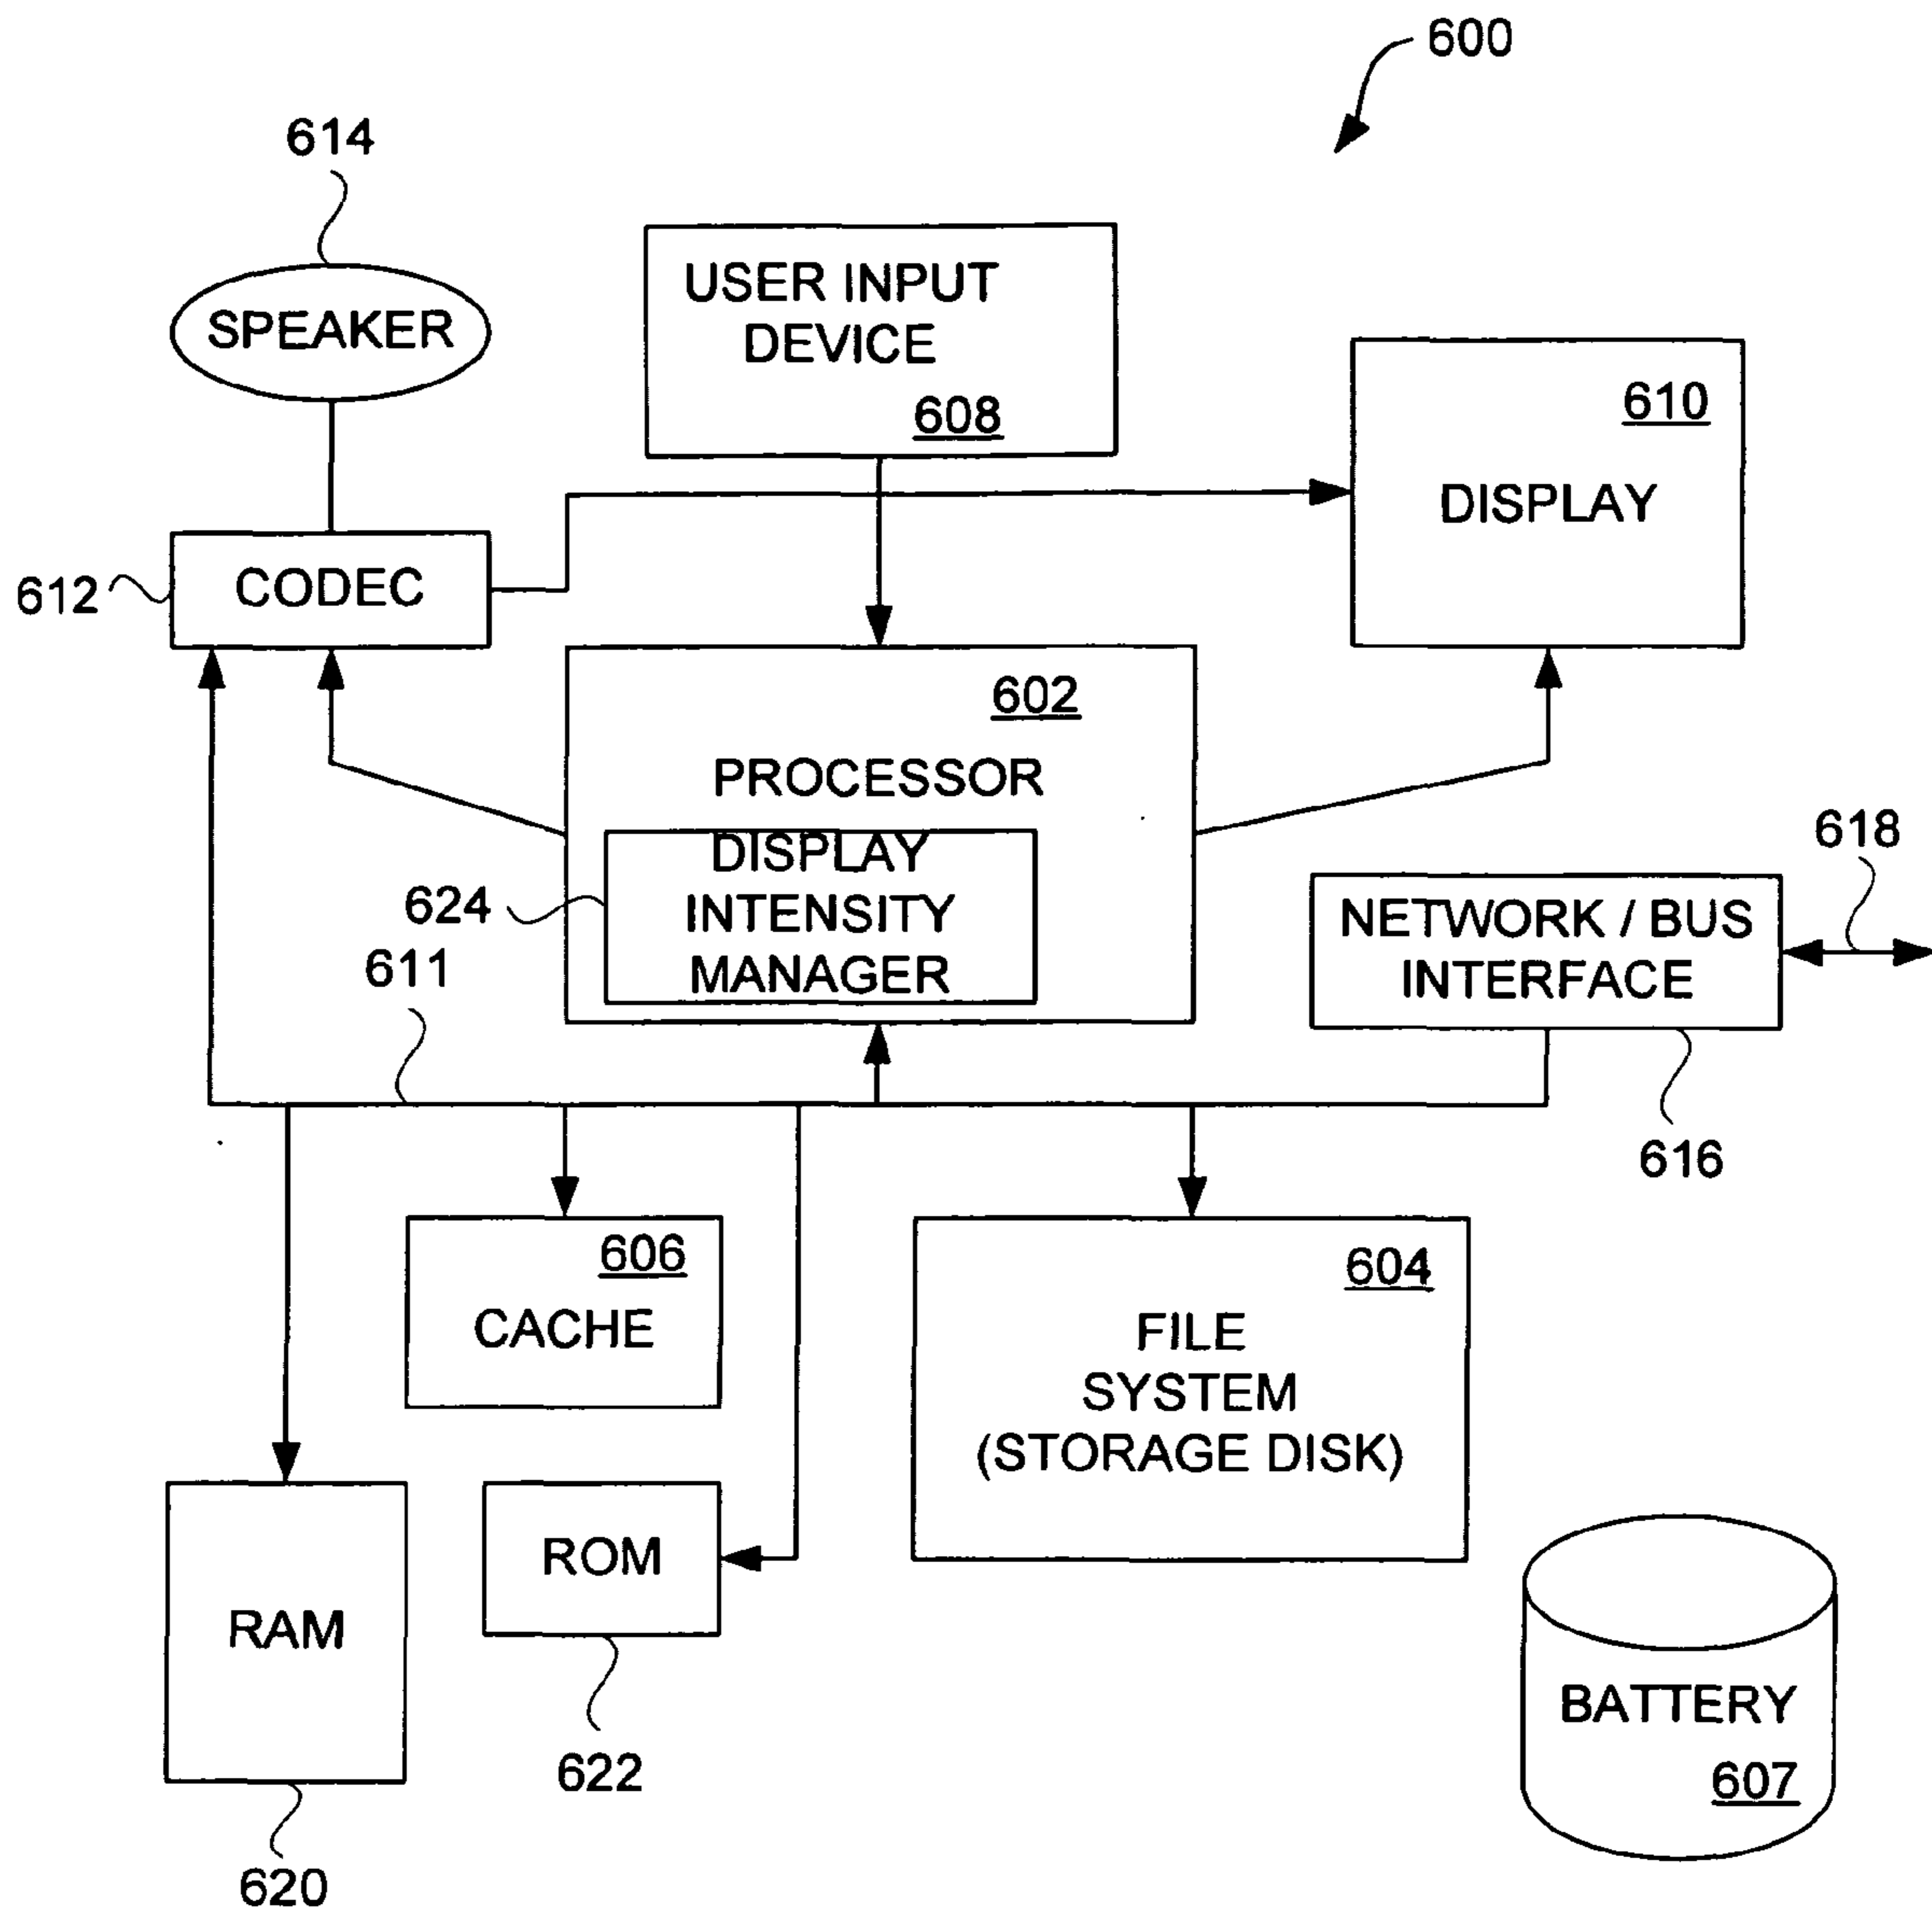 600
614
SPEAKER
USER INPUT
DEVICE
608
610
DISPLAY
612
CODEC
602
PROCESSOR
DISPLAY
INTENSITY
MANAGER
624
611
618
NETWORK / BUS
INTERFACE
616
606
CACHE
604
FILE
SYSTEM
(STORAGE DISK)
RAM
ROM
622
620
BATTERY
607